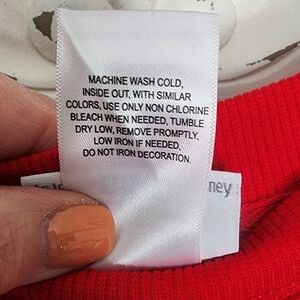 MACHINE WASH COLD,
INSIDE OUT, WITH SIMILAR
COLORS, USE ONLY NON CHLORINE
BLEACH WHEN NEEDED, TUMBLE
DRY LOW, REMOVE PROMPTLY,
LOW IRON IF NEEDED,
DO NOT IRON DECORATION.
ney